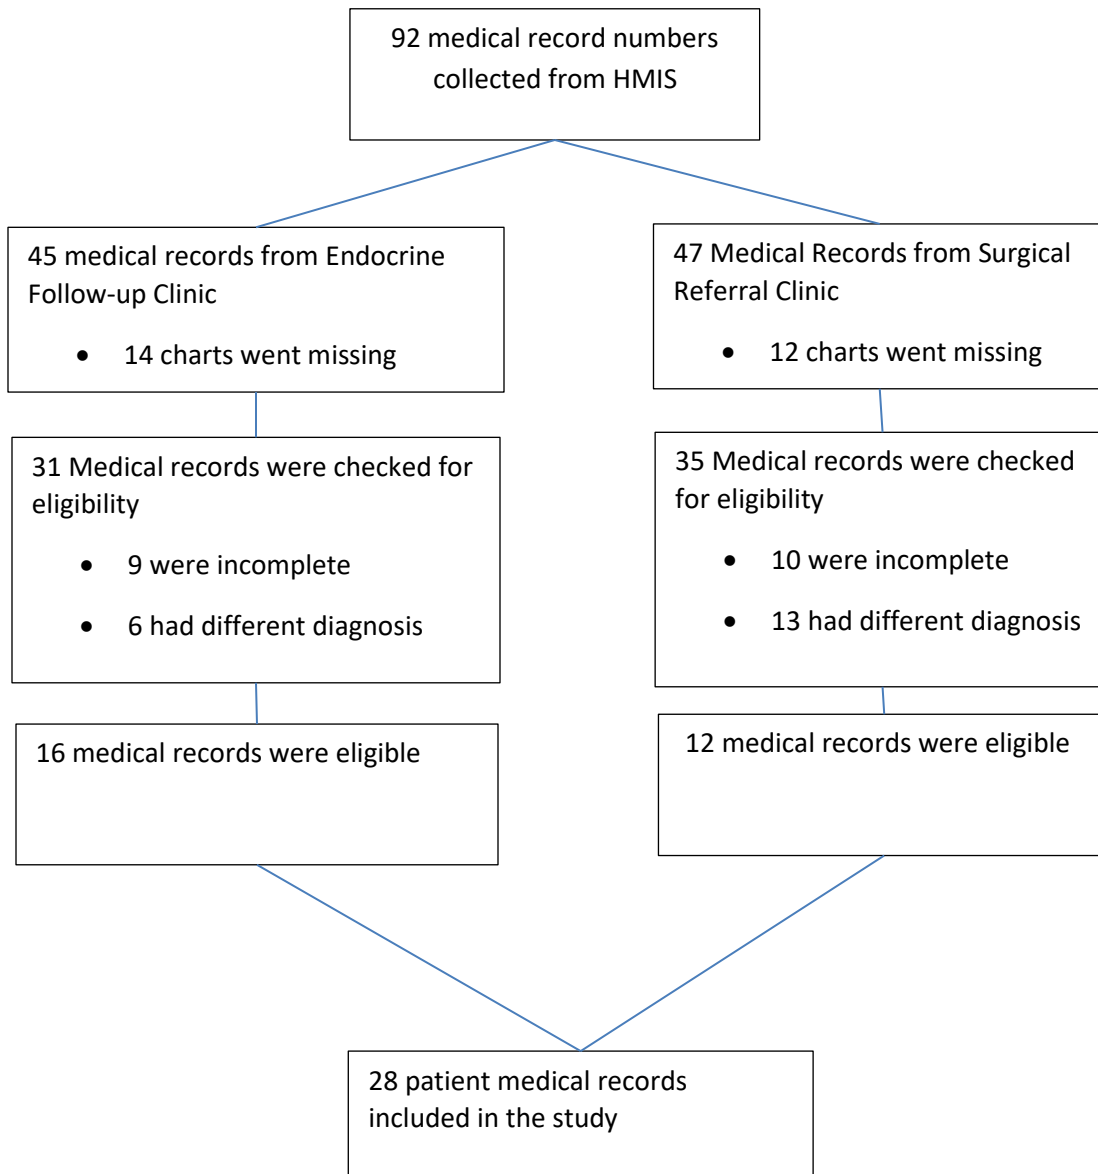 92 medical record numbers
collected from HMIS
45 medical records from Endocrine
Follow-up Clinic
• 14 charts went missing
47 Medical Records from Surgical
Referral Clinic
• 12 charts went missing
31 Medical records were checked for
eligibility
• 9 were incomplete
• 6 had different diagnosis
35 Medical records were checked
for eligibility
• 10 were incomplete
• 13 had different diagnosis
16 medical records were eligible
12 medical records were eligible
28 patient medical records
included in the study